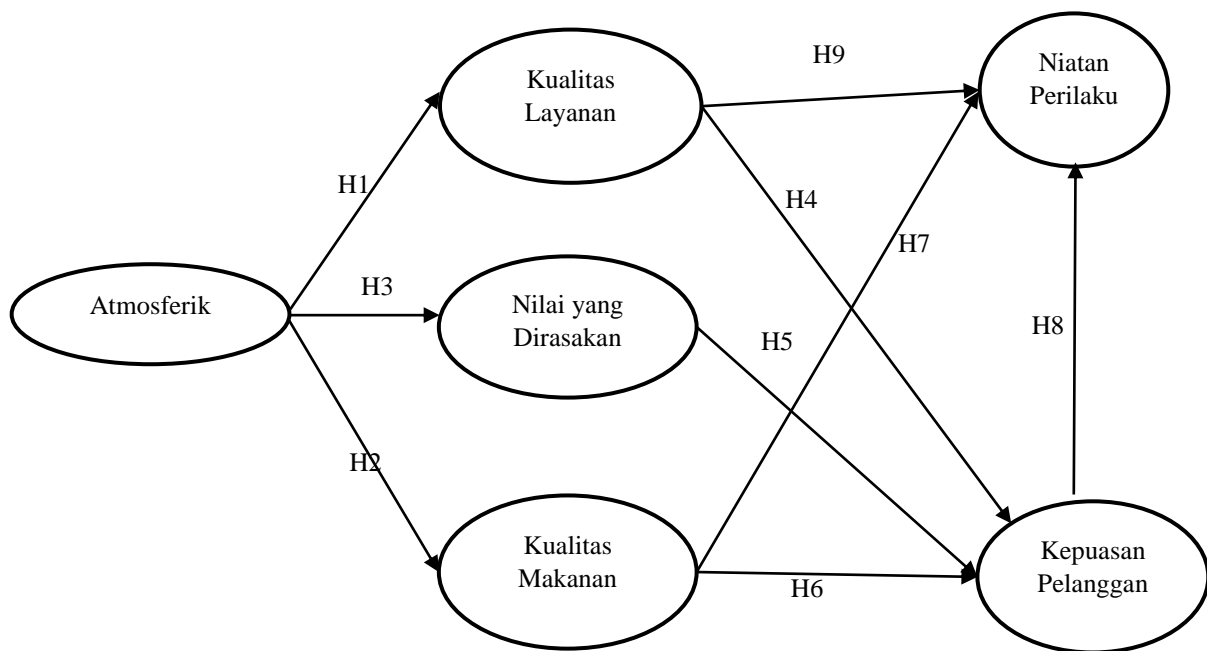 Kualitas
Layanan
H9
Niatan
Perilaku
H1
H4
H7
Atmosferik
H3
Nilai yang
Dirasakan
H5
H8
H2
Kualitas
Makanan
H6
Kepuasan
Pelanggan